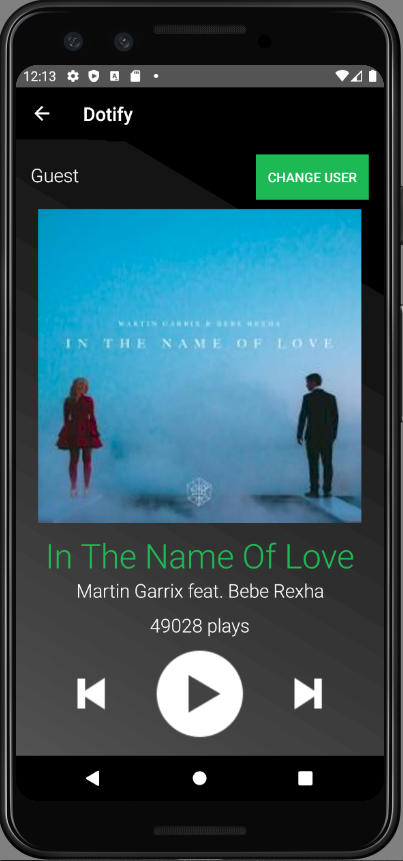 12:13
Dotify
Guest
CHANGE USER
MARTIN GARRIX & BEBE REXHA
IN THE NAME OF LOVE
In The Name Of Love
Martin Garrix feat. Bebe Rexha
49028 plays